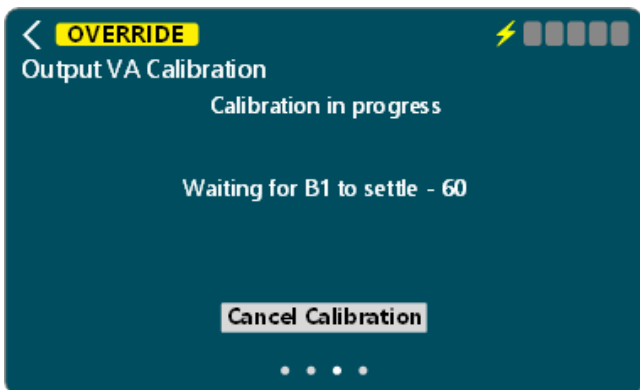 OVERRIDE
Output VA Calibration
Calibration in progress
Waiting for B1 to settle - 60
Cancel Calibration